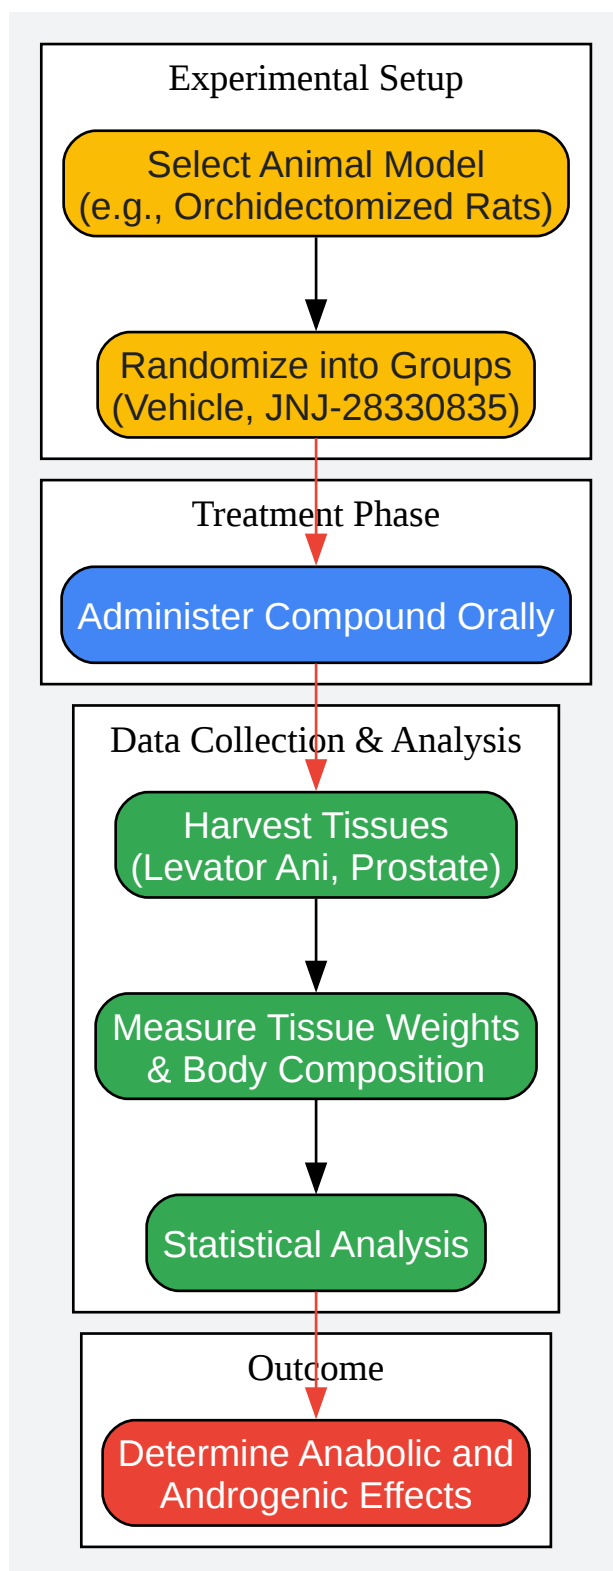 Experimental Setup
Select Animal Model
(e.g., Orchidectomized Rats)
Randomize into Groups
(Vehicle, JNJ-28330835)
Treatment Phase
Administer Compound Orally
Data Collection & Analysis
Harvest Tissues
(Levator Ani, Prostate)
Measure Tissue Weights
& Body Composition
Statistical Analysis
Outcome
Determine Anabolic and
Androgenic Effects